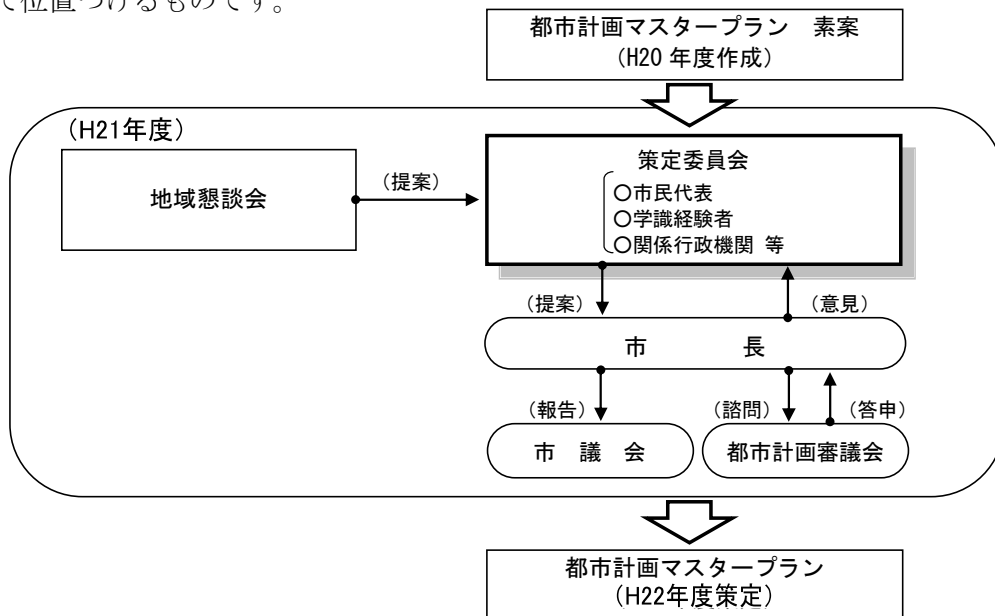 て位置づけるものです。
都市計画マスタープラン　素案
（H20 年度作成）
（H21年度）
地域懇談会
（提案）
策定委員会
○市民代表
○学識経験者
○関係行政機関 等
（提案）
（意見）
市　　　長
（報告）
（諮問）
（答申）
市　議　会
都市計画審議会
都市計画マスタープラン
（H22年度策定）